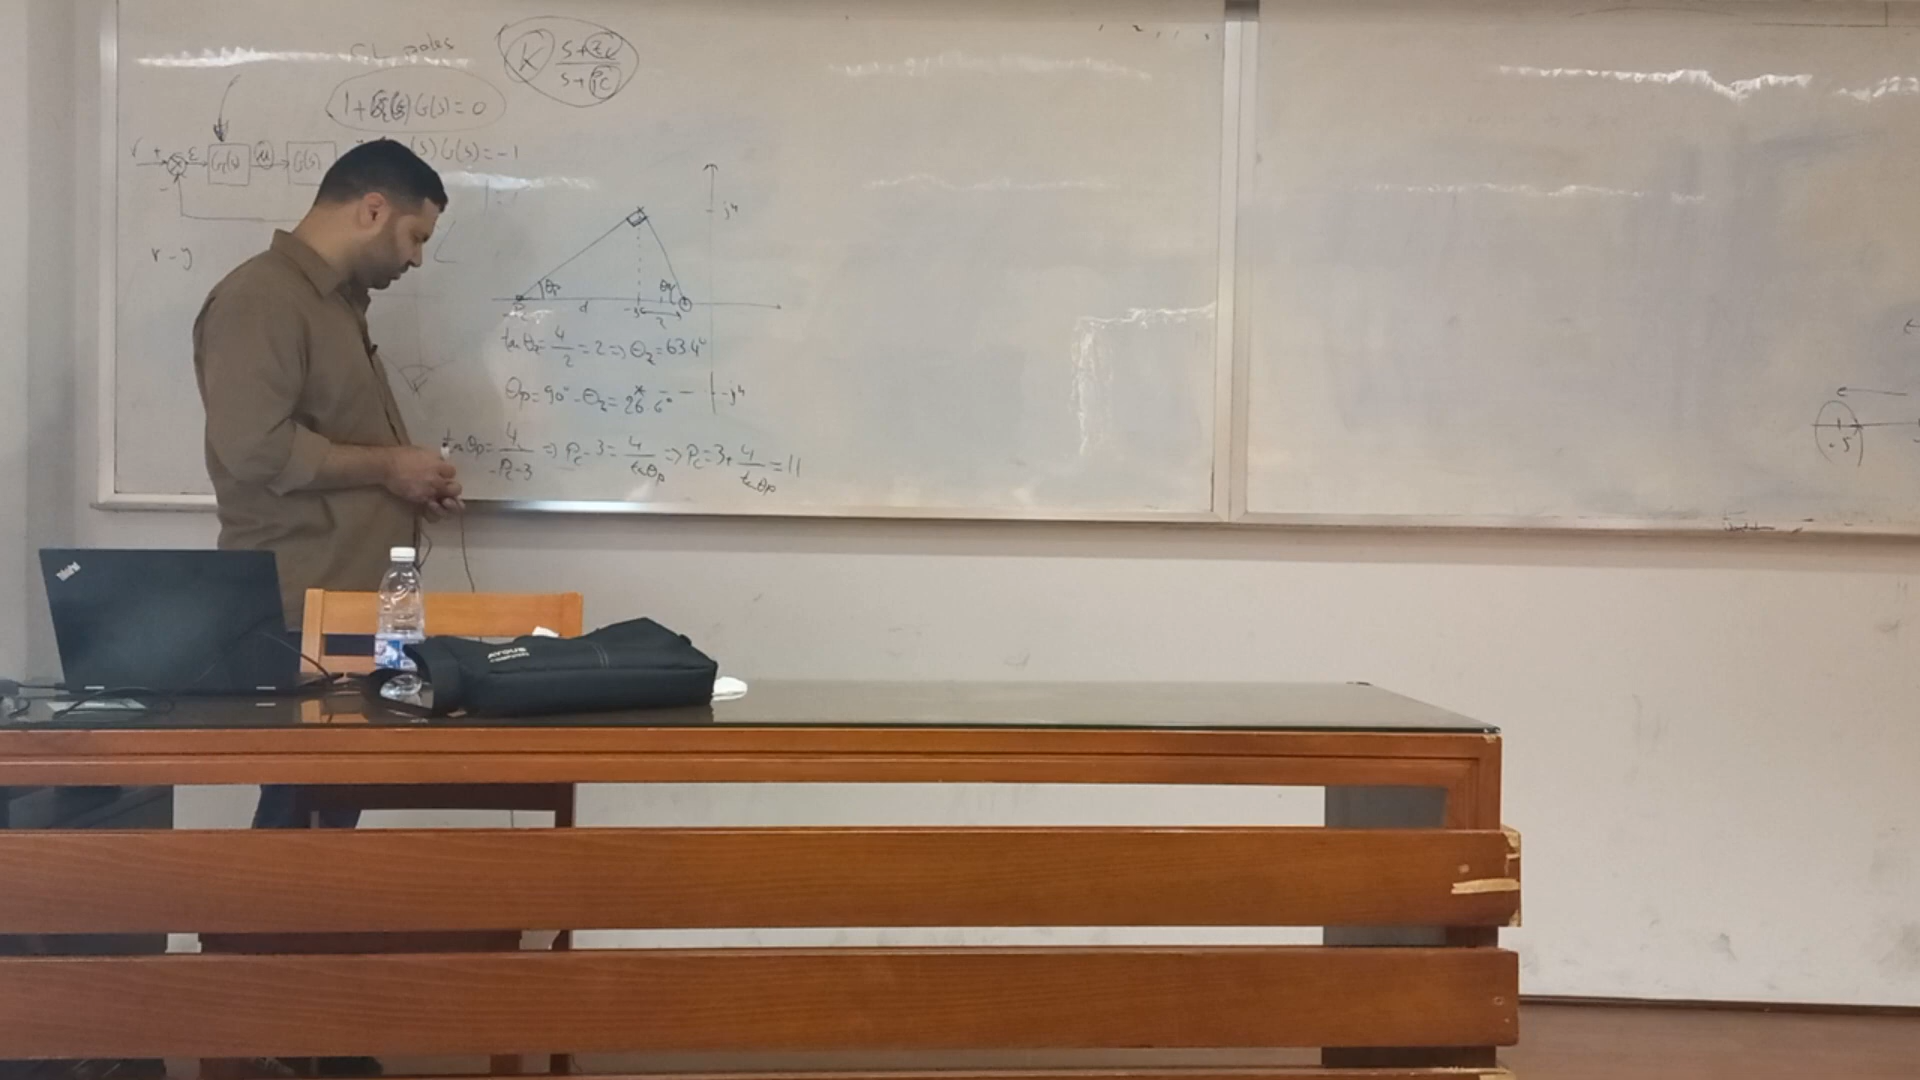 CL poles
K s+zc / s+pc
1+Gc(s)G(s)=0
(s)G(s)=-1
r + ε Gc(s) u G(s)
-
r - y
j4
θp θz
d -3 2
tan θz = 4/2 = 2 ⇒ θz = 63.4°
θp = 90° - θz = 26.6° -j4
tan θp = 4/-Pc-3 ⇒ Pc-3 = 4/tan θp ⇒ Pc = 3+ 4/tan θp = 11
-5
ThinkPad